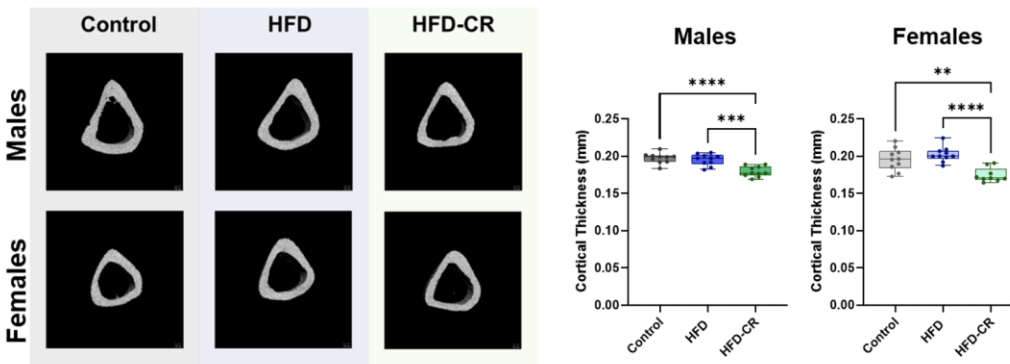 Control HFD HFD-CR
Males
Females
Males
****
***
Cortical Thickness (mm)
0.25
0.20
0.15
0.10
0.05
0.00
Control HFD HFD-CR
Females
**
****
Cortical Thickness (mm)
0.25
0.20
0.15
0.10
0.05
0.00
Control HFD HFD-CR